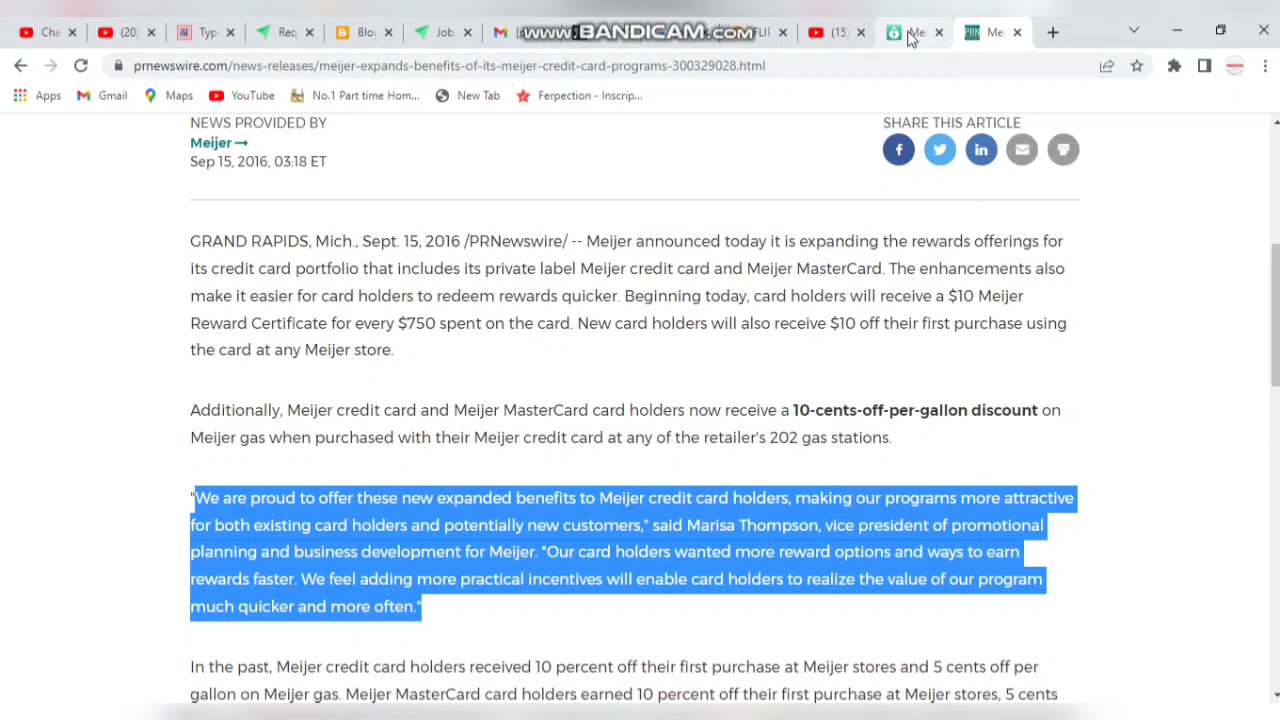 Cha
(20)
Typ
Req
Blo
Job
www.BANDICAM.com
FLIF
(15)
Me
PRN Me
prnewswire.com/news-releases/meijer-expands-benefits-of-its-meijer-credit-card-programs-300329028.html
Apps
Gmail
Maps
YouTube
No.1 Part time Hom...
New Tab
Ferpection - Inscrip...
NEWS PROVIDED BY
Meijer →
Sep 15, 2016, 03:18 ET
SHARE THIS ARTICLE
GRAND RAPIDS, Mich., Sept. 15, 2016 /PRNewswire/ -- Meijer announced today it is expanding the rewards offerings for
its credit card portfolio that includes its private label Meijer credit card and Meijer MasterCard. The enhancements also
make it easier for card holders to redeem rewards quicker. Beginning today, card holders will receive a $10 Meijer
Reward Certificate for every $750 spent on the card. New card holders will also receive $10 off their first purchase using
the card at any Meijer store.
Additionally, Meijer credit card and Meijer MasterCard card holders now receive a 10-cents-off-per-gallon discount on
Meijer gas when purchased with their Meijer credit card at any of the retailer's 202 gas stations.
"We are proud to offer these new expanded benefits to Meijer credit card holders, making our programs more attractive
for both existing card holders and potentially new customers," said Marisa Thompson, vice president of promotional
planning and business development for Meijer. "Our card holders wanted more reward options and ways to earn
rewards faster. We feel adding more practical incentives will enable card holders to realize the value of our program
much quicker and more often."
In the past, Meijer credit card holders received 10 percent off their first purchase at Meijer stores and 5 cents off per
gallon on Meijer gas. Meijer MasterCard card holders earned 10 percent off their first purchase at Meijer stores, 5 cents